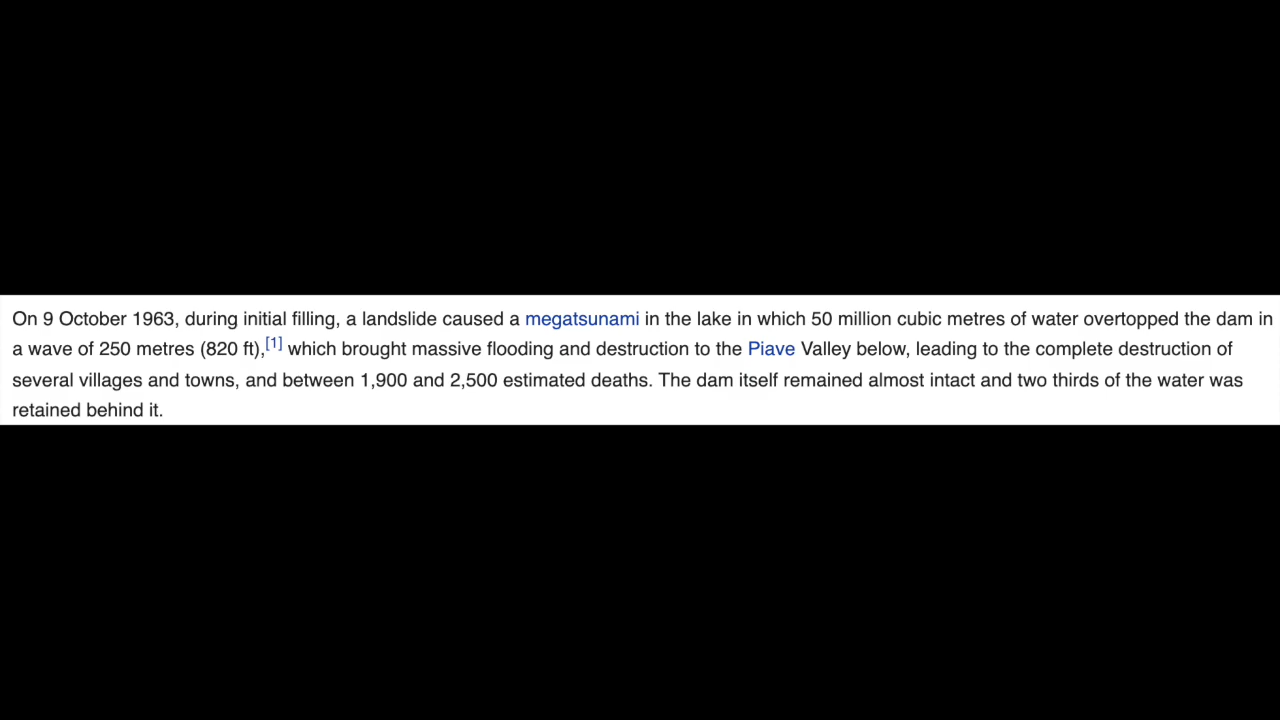 On 9 October 1963, during initial filling, a landslide caused a megatsunami in the lake in which 50 million cubic metres of water overtopped the dam in
a wave of 250 metres (820 ft),[1] which brought massive flooding and destruction to the Piave Valley below, leading to the complete destruction of
several villages and towns, and between 1,900 and 2,500 estimated deaths. The dam itself remained almost intact and two thirds of the water was
retained behind it.